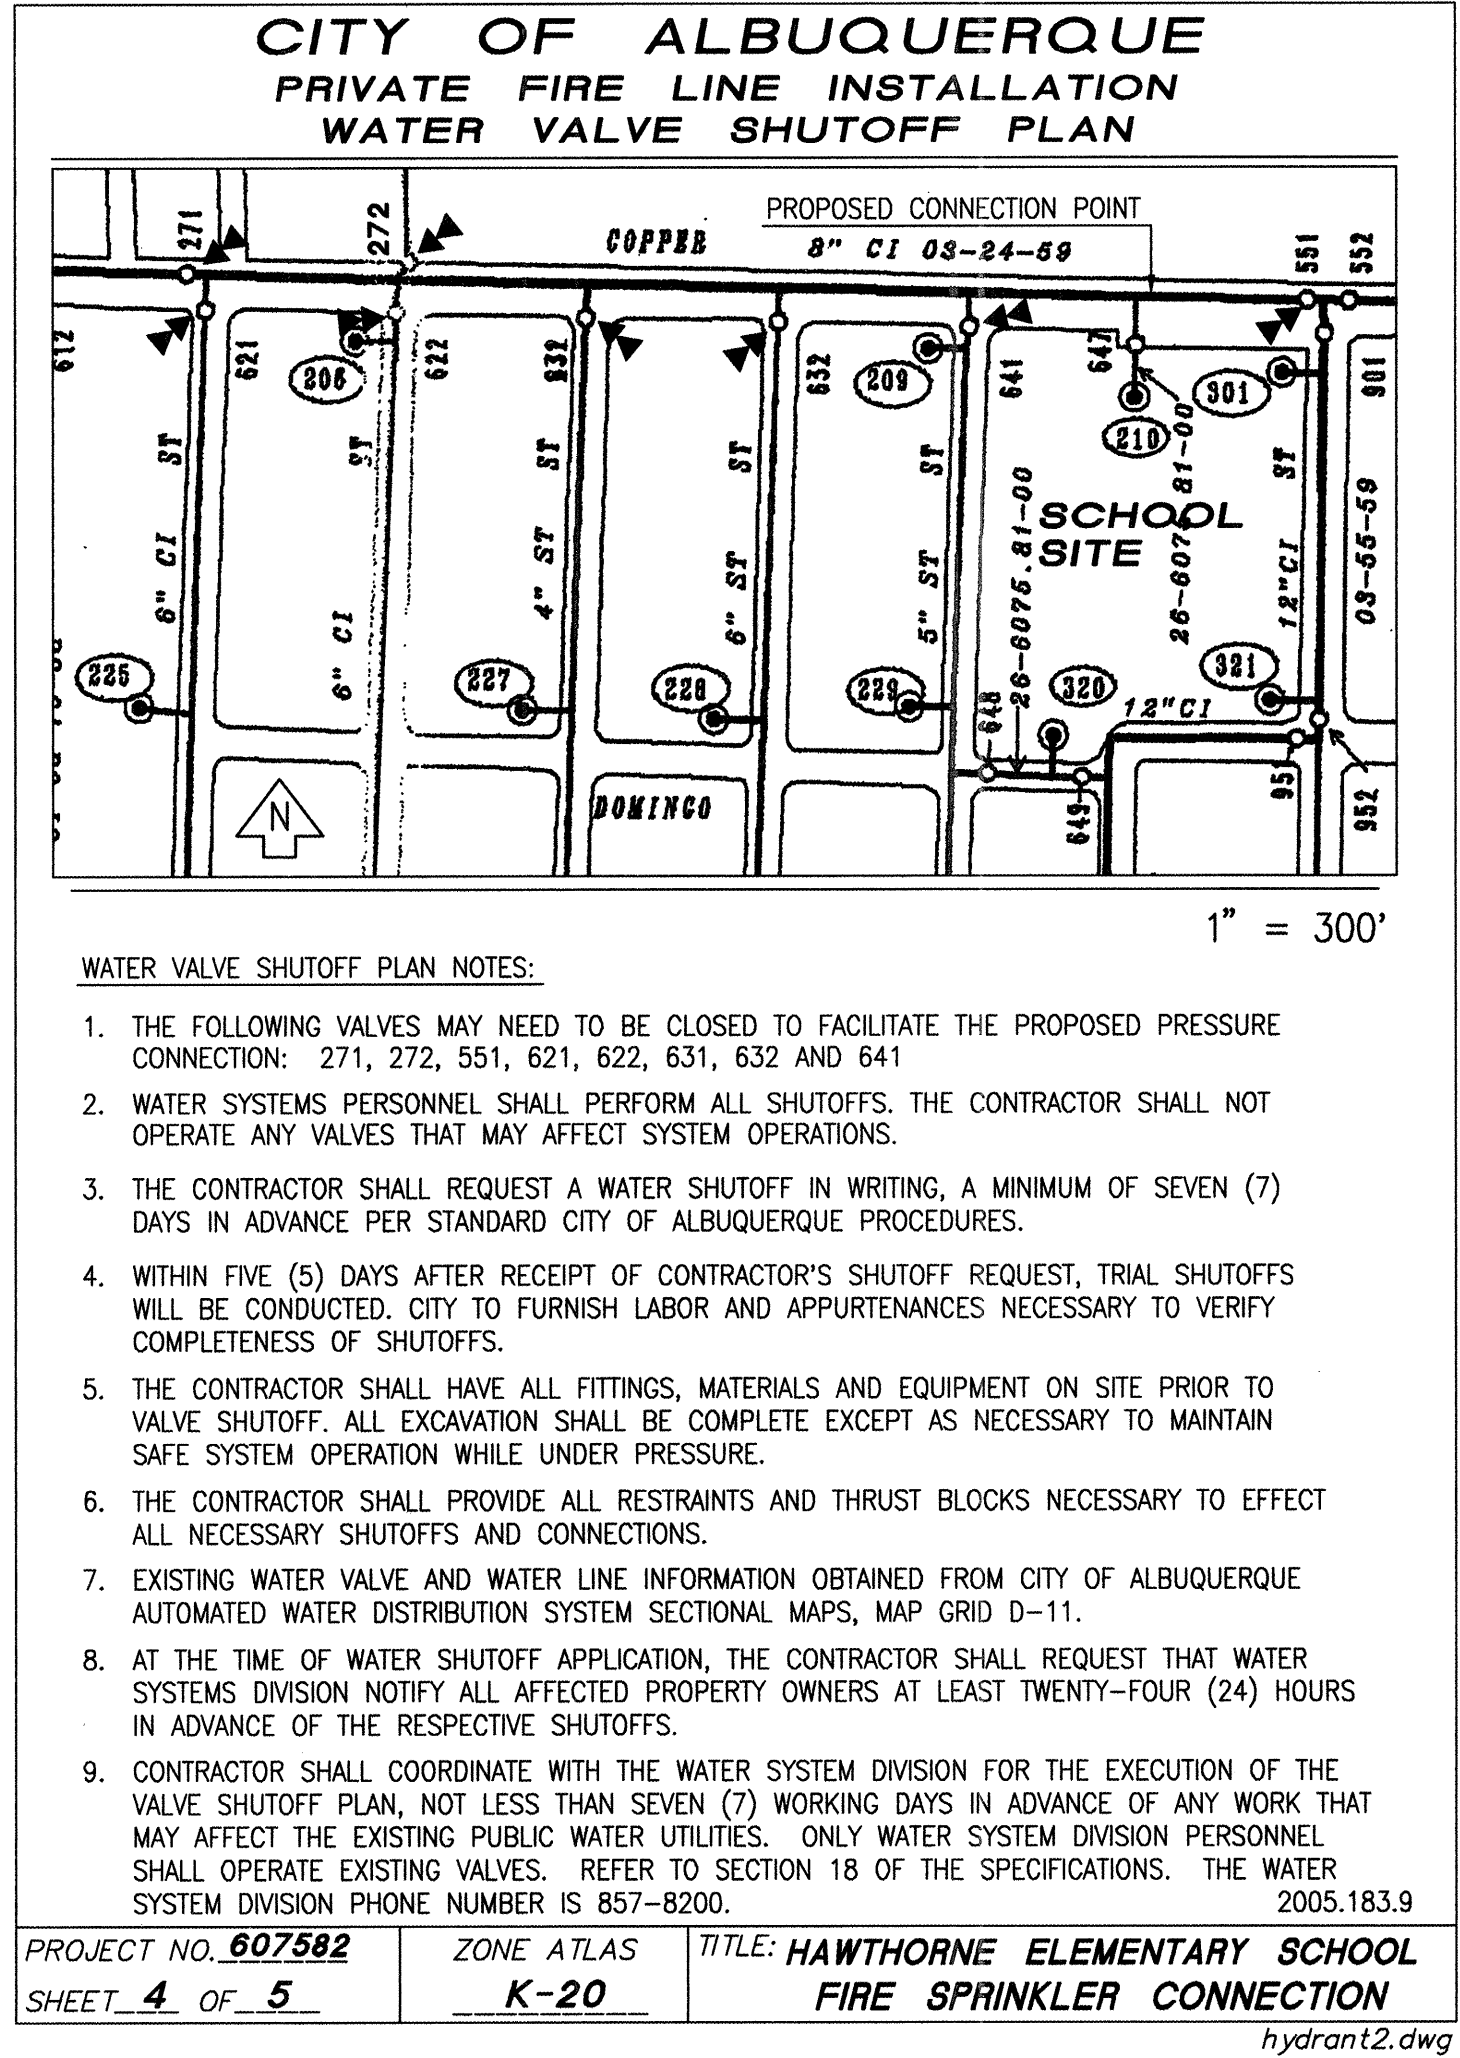 CITY OF ALBUQUERQUE
PRIVATE FIRE LINE INSTALLATION
WATER VALVE SHUTOFF PLAN
PROPOSED CONNECTION POINT
271
272
COPPER
8" CI 03-24-59
551
552
612
621
206
622
632
209
641
647
210
301
901
ST
ST
ST
ST
ST
ST
6" CI
6" CI
4" ST
6" ST
5" ST
26-6075.81-00
SCHOOL
SITE
81-00
12"CI
03-55-59
225
227
228
229
648
320
12"CI
321
951
952
649
N
DOMINGO
1" = 300'
WATER VALVE SHUTOFF PLAN NOTES:
1. THE FOLLOWING VALVES MAY NEED TO BE CLOSED TO FACILITATE THE PROPOSED PRESSURE
CONNECTION: 271, 272, 551, 621, 622, 631, 632 AND 641
2. WATER SYSTEMS PERSONNEL SHALL PERFORM ALL SHUTOFFS. THE CONTRACTOR SHALL NOT
OPERATE ANY VALVES THAT MAY AFFECT SYSTEM OPERATIONS.
3. THE CONTRACTOR SHALL REQUEST A WATER SHUTOFF IN WRITING, A MINIMUM OF SEVEN (7)
DAYS IN ADVANCE PER STANDARD CITY OF ALBUQUERQUE PROCEDURES.
4. WITHIN FIVE (5) DAYS AFTER RECEIPT OF CONTRACTOR'S SHUTOFF REQUEST, TRIAL SHUTOFFS
WILL BE CONDUCTED. CITY TO FURNISH LABOR AND APPURTENANCES NECESSARY TO VERIFY
COMPLETENESS OF SHUTOFFS.
5. THE CONTRACTOR SHALL HAVE ALL FITTINGS, MATERIALS AND EQUIPMENT ON SITE PRIOR TO
VALVE SHUTOFF. ALL EXCAVATION SHALL BE COMPLETE EXCEPT AS NECESSARY TO MAINTAIN
SAFE SYSTEM OPERATION WHILE UNDER PRESSURE.
6. THE CONTRACTOR SHALL PROVIDE ALL RESTRAINTS AND THRUST BLOCKS NECESSARY TO EFFECT
ALL NECESSARY SHUTOFFS AND CONNECTIONS.
7. EXISTING WATER VALVE AND WATER LINE INFORMATION OBTAINED FROM CITY OF ALBUQUERQUE
AUTOMATED WATER DISTRIBUTION SYSTEM SECTIONAL MAPS, MAP GRID D-11.
8. AT THE TIME OF WATER SHUTOFF APPLICATION, THE CONTRACTOR SHALL REQUEST THAT WATER
SYSTEMS DIVISION NOTIFY ALL AFFECTED PROPERTY OWNERS AT LEAST TWENTY-FOUR (24) HOURS
IN ADVANCE OF THE RESPECTIVE SHUTOFFS.
9. CONTRACTOR SHALL COORDINATE WITH THE WATER SYSTEM DIVISION FOR THE EXECUTION OF THE
VALVE SHUTOFF PLAN, NOT LESS THAN SEVEN (7) WORKING DAYS IN ADVANCE OF ANY WORK THAT
MAY AFFECT THE EXISTING PUBLIC WATER UTILITIES. ONLY WATER SYSTEM DIVISION PERSONNEL
SHALL OPERATE EXISTING VALVES. REFER TO SECTION 18 OF THE SPECIFICATIONS. THE WATER
SYSTEM DIVISION PHONE NUMBER IS 857-8200.
2005.183.9
PROJECT NO. 607582
SHEET 4 OF 5
ZONE ATLAS
K-20
TITLE: HAWTHORNE ELEMENTARY SCHOOL
FIRE SPRINKLER CONNECTION
hydrant2.dwg